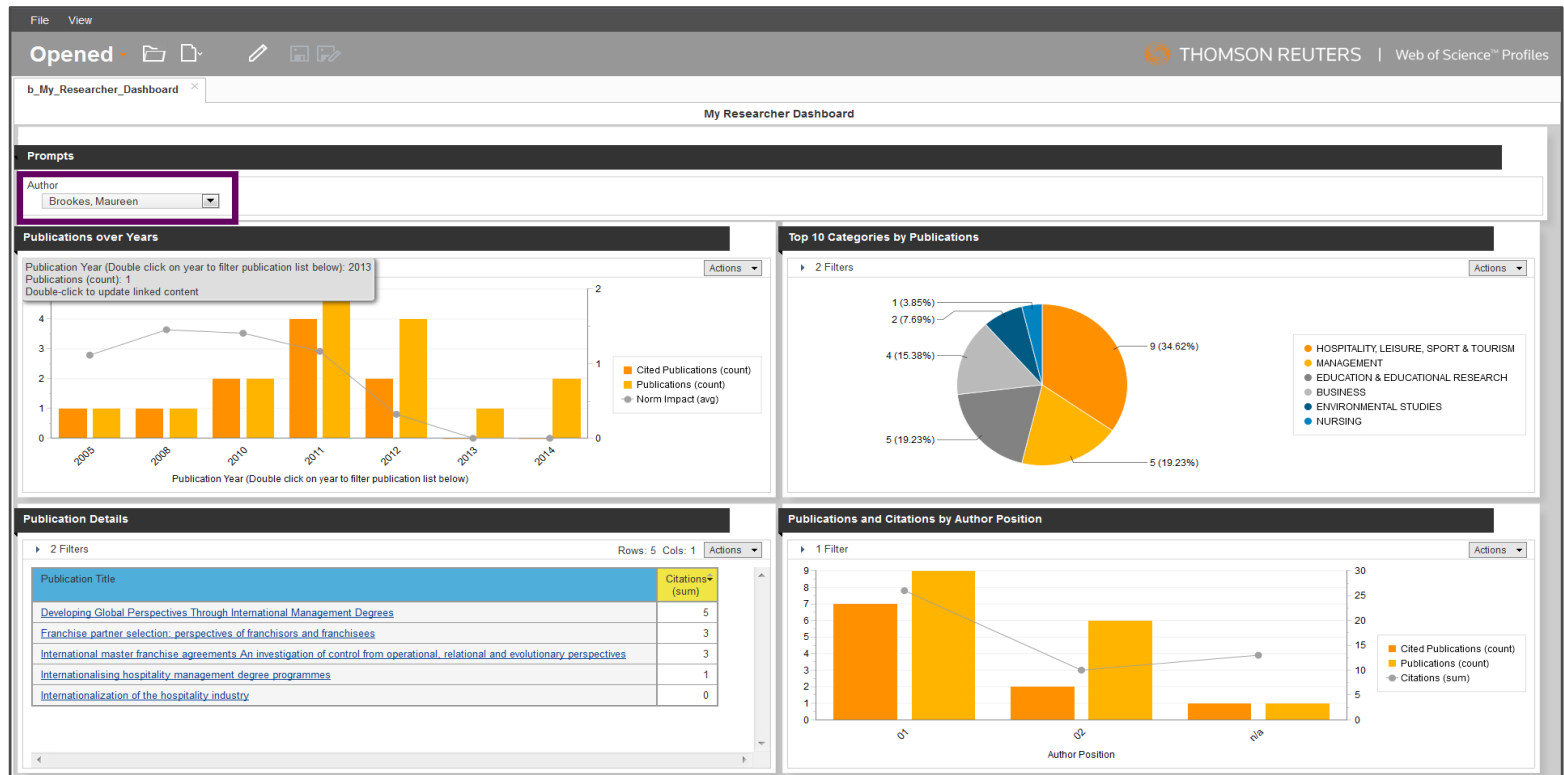 File View
Opened
THOMSON REUTERS | Web of Science™ Profiles
b_My_Researcher_Dashboard
My Researcher Dashboard
Prompts
Author
Brookes, Maureen
Publications over Years
Publication Year (Double click on year to filter publication list below): 2013
Publications (count): 1
Double-click to update linked content
Actions
2
4
3
1
2
1
0
0
Cited Publications (count)
Publications (count)
Norm Impact (avg)
2005 2008 2010 2011 2012 2013 2014
Publication Year (Double click on year to filter publication list below)
Top 10 Categories by Publications
2 Filters
Actions
1 (3.85%)
2 (7.69%)
4 (15.38%)
5 (19.23%)
9 (34.62%)
5 (19.23%)
HOSPITALITY, LEISURE, SPORT & TOURISM
MANAGEMENT
EDUCATION & EDUCATIONAL RESEARCH
BUSINESS
ENVIRONMENTAL STUDIES
NURSING
Publication Details
2 Filters
Rows: 5 Cols: 1 Actions
Publication Title
Citations
(sum)
Developing Global Perspectives Through International Management Degrees 5
Franchise partner selection: perspectives of franchisors and franchisees 3
International master franchise agreements An investigation of control from operational, relational and evolutionary perspectives 3
Internationalising hospitality management degree programmes 1
Internationalization of the hospitality industry 0
Publications and Citations by Author Position
1 Filter
Actions
9
8
7
6
5
4
3
2
1
0
30
25
20
15
10
5
0
Cited Publications (count)
Publications (count)
Citations (sum)
01 02 n/a
Author Position